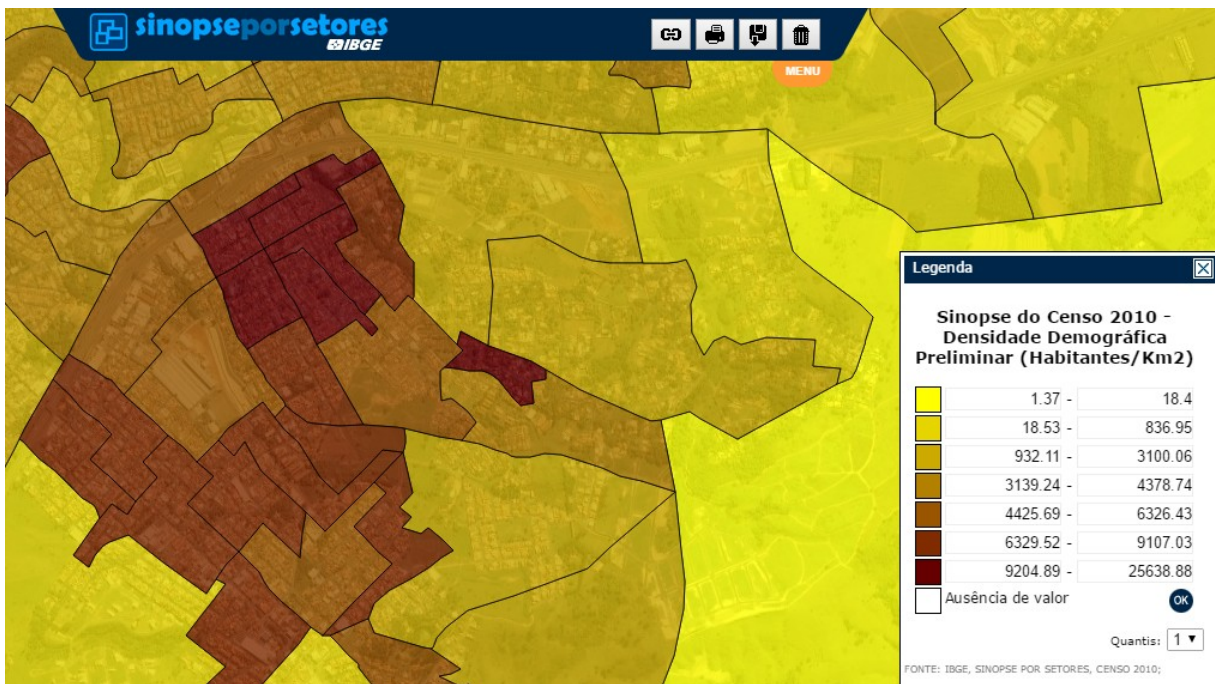 sinopseporsetores
IBGE
MENU
Legenda
Sinopse do Censo 2010 -
Densidade Demográfica
Preliminar (Habitantes/Km2)
1.37 - 18.4
18.53 - 836.95
932.11 - 3100.06
3139.24 - 4378.74
4425.69 - 6326.43
6329.52 - 9107.03
9204.89 - 25638.88
Ausência de valor OK
Quantis: 1
FONTE: IBGE, SINOPSE POR SETORES, CENSO 2010;